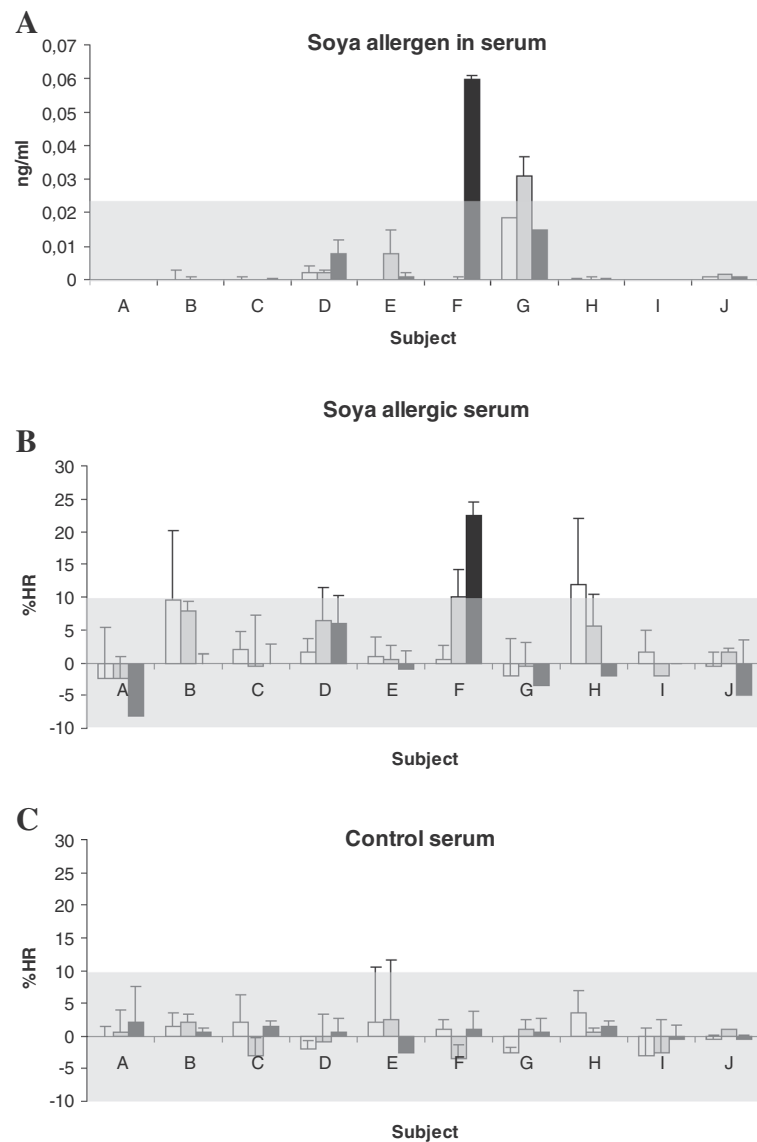 A
Soya allergen in serum
0,07
0,06
0,05
0,04
0,03
0,02
0,01
0
ng/ml
A B C D E F G H I J
Subject
Soya allergic serum
B
30
25
20
15
10
5
0
-5
-10
%HR
A B C D E F G H I J
Subject
C
Control serum
30
25
20
15
10
5
0
-5
-10
%HR
A B C D E F G H I J
Subject